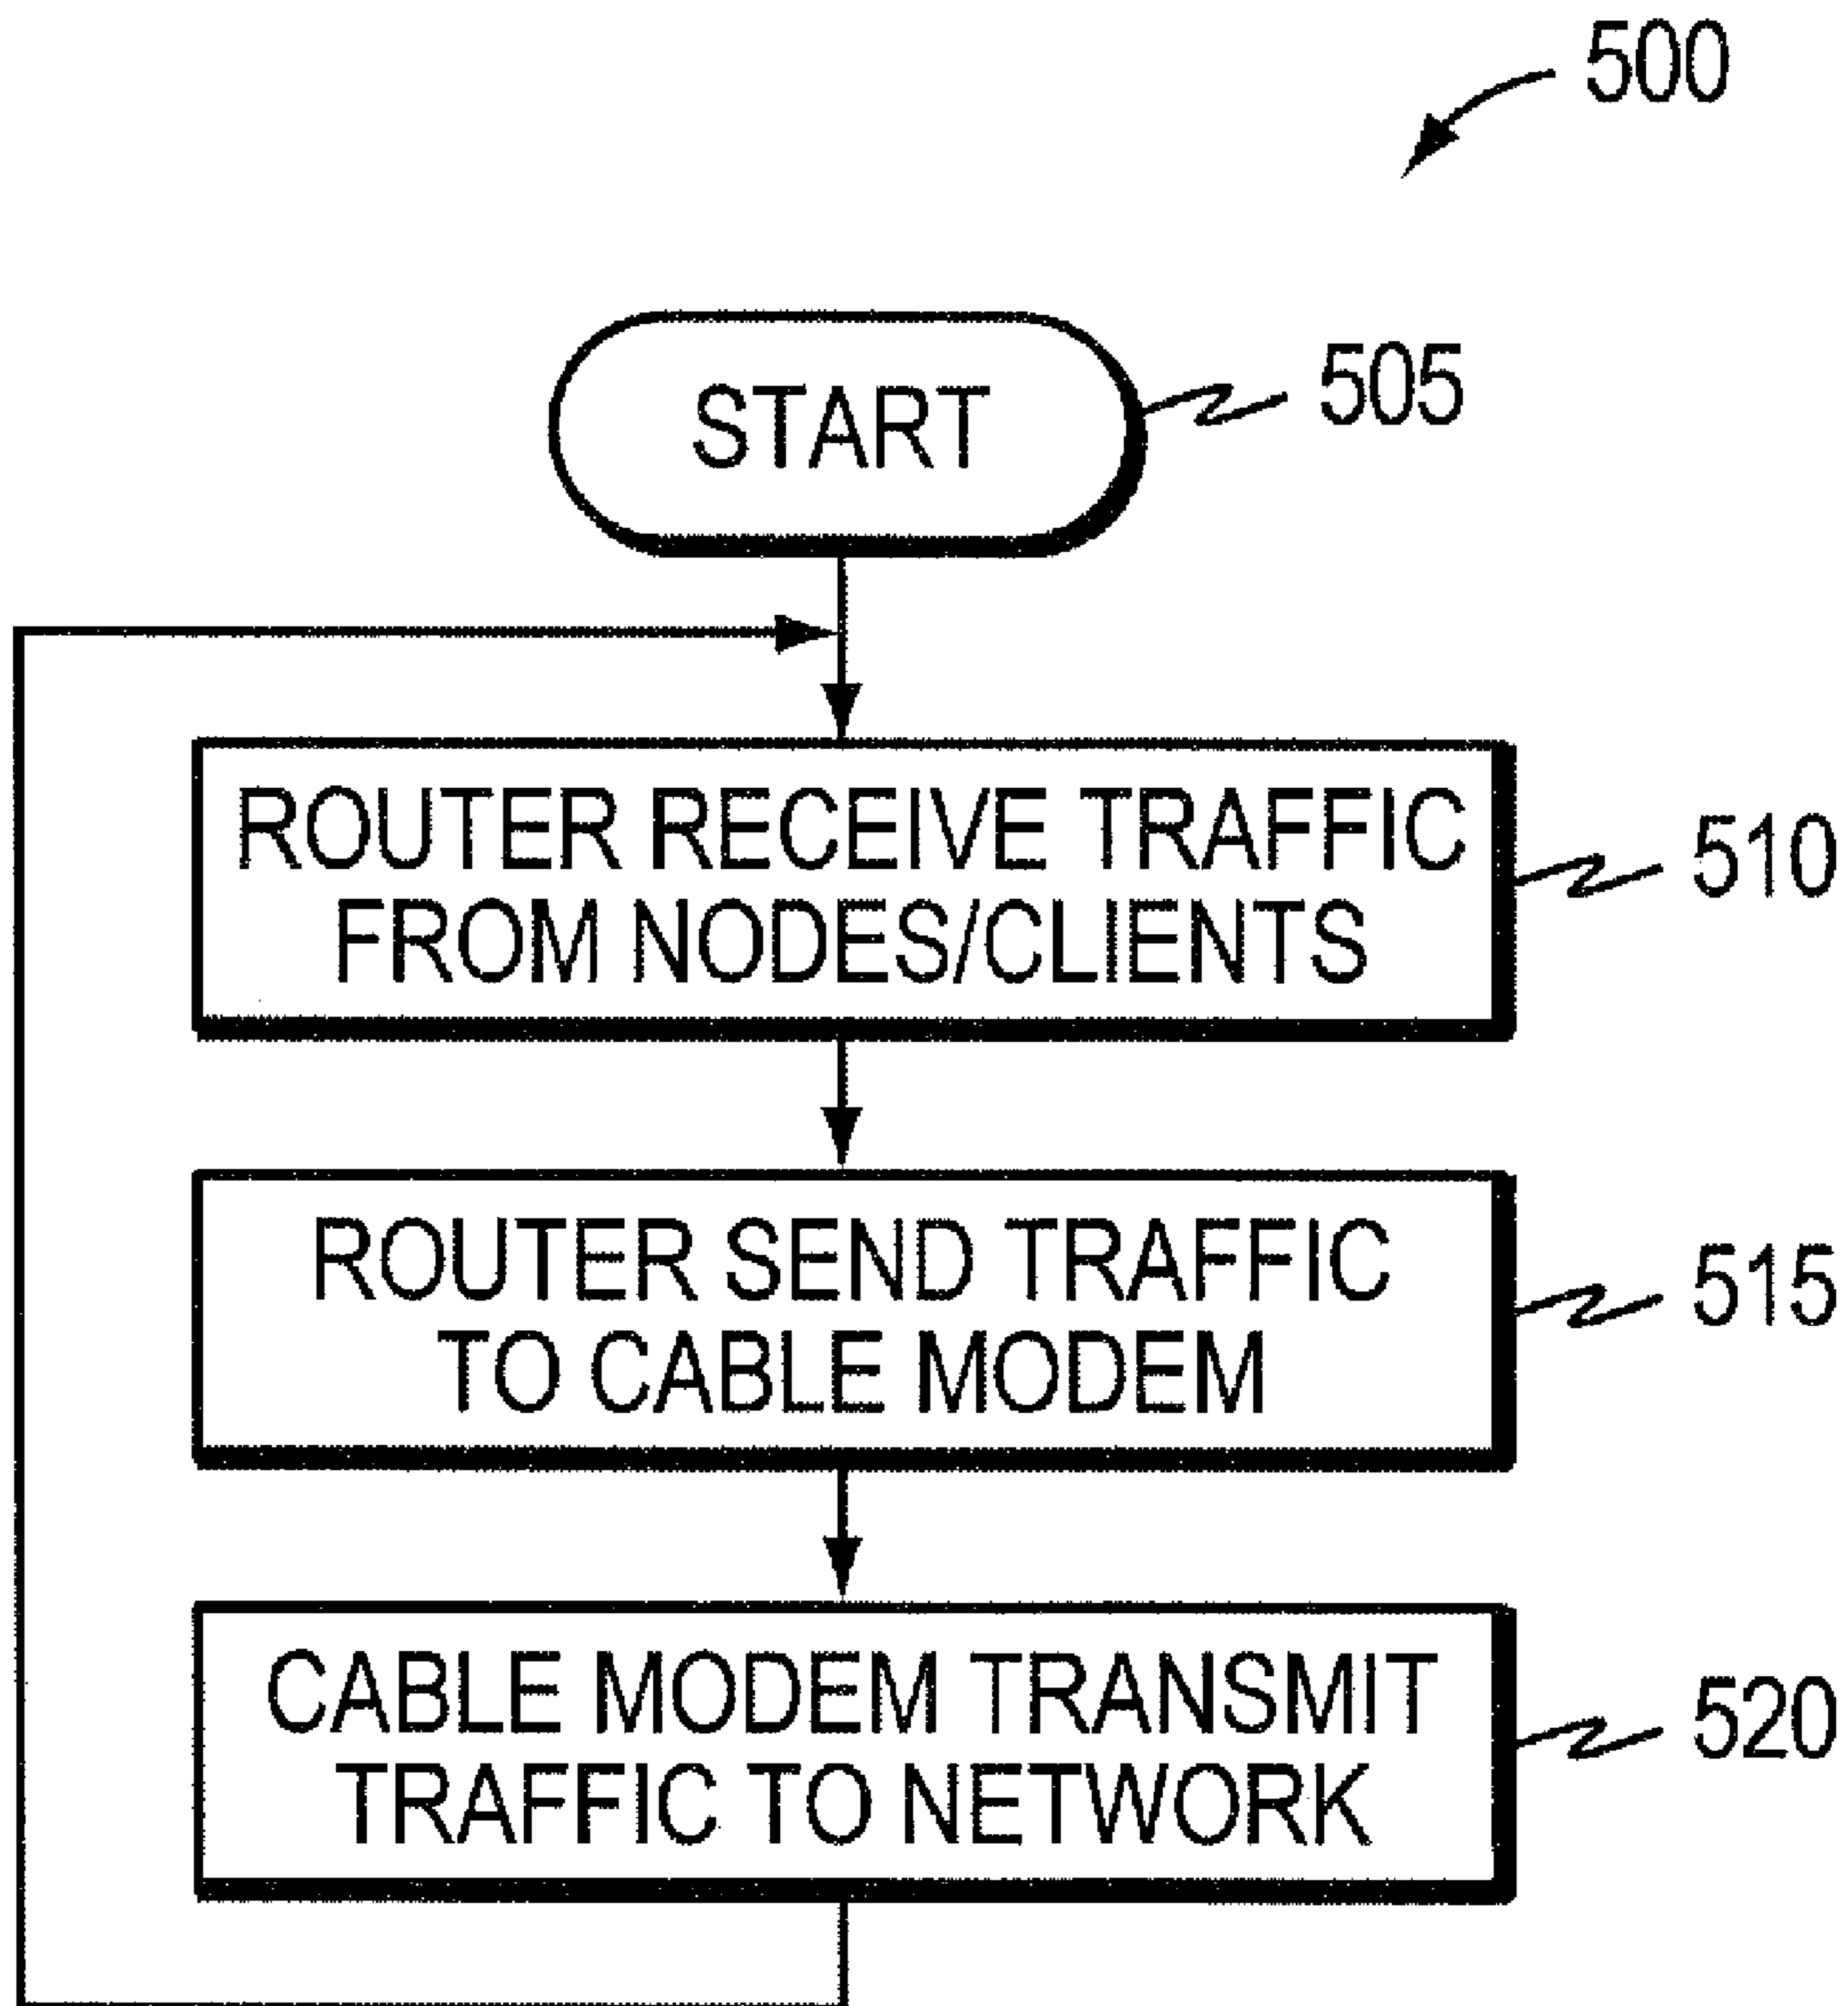 500
START
505
ROUTER RECEIVE TRAFFIC
FROM NODES/CLIENTS
510
ROUTER SEND TRAFFIC
TO CABLE MODEM
515
CABLE MODEM TRANSMIT
TRAFFIC TO NETWORK
520